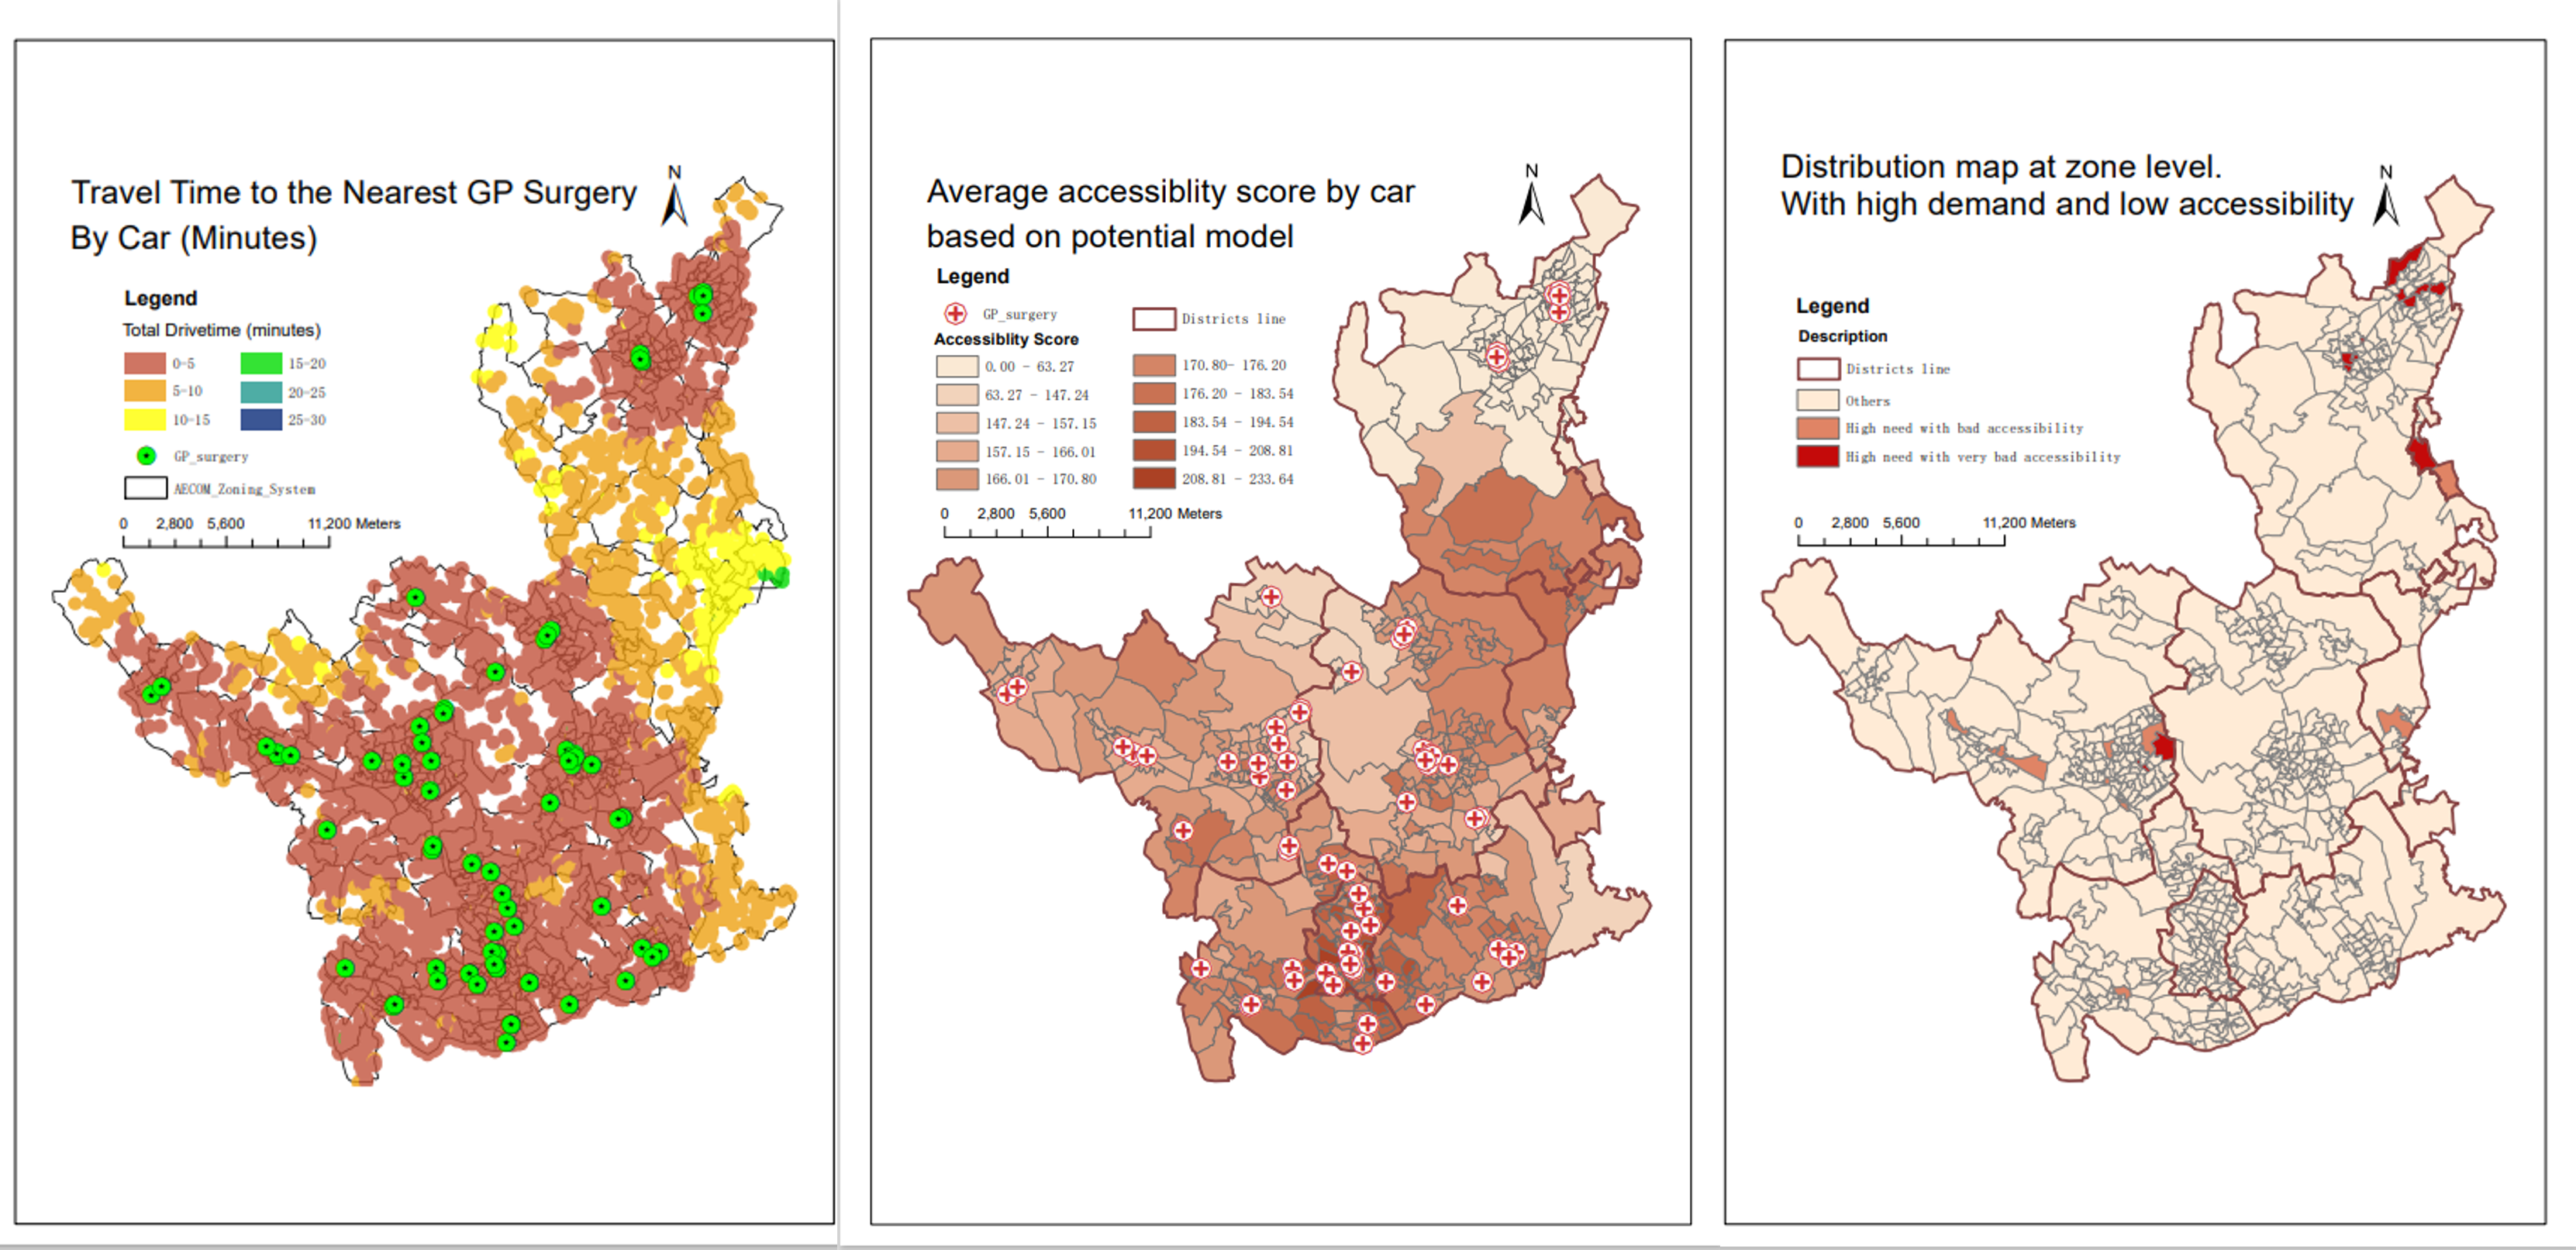 Travel Time to the Nearest GP Surgery
By Car (Minutes)
N
Legend
Total Drivetime (minutes)
0-5
15-20
5-10
20-25
10-15
25-30
GP_surgery
AECOM_Zoning_System
0 2,800 5,600 11,200 Meters
Average accessiblity score by car
based on potential model
N
Legend
GP_surgery
Districts line
Accessiblity Score
0.00 - 63.27
170.80- 176.20
63.27 - 147.24
176.20 - 183.54
147.24 - 157.15
183.54 - 194.54
157.15 - 166.01
194.54 - 208.81
166.01 - 170.80
208.81 - 233.64
0 2,800 5,600 11,200 Meters
Distribution map at zone level.
With high demand and low accessibility
N
Legend
Description
Districts line
Others
High need with bad accessibility
High need with very bad accessibility
0 2,800 5,600 11,200 Meters